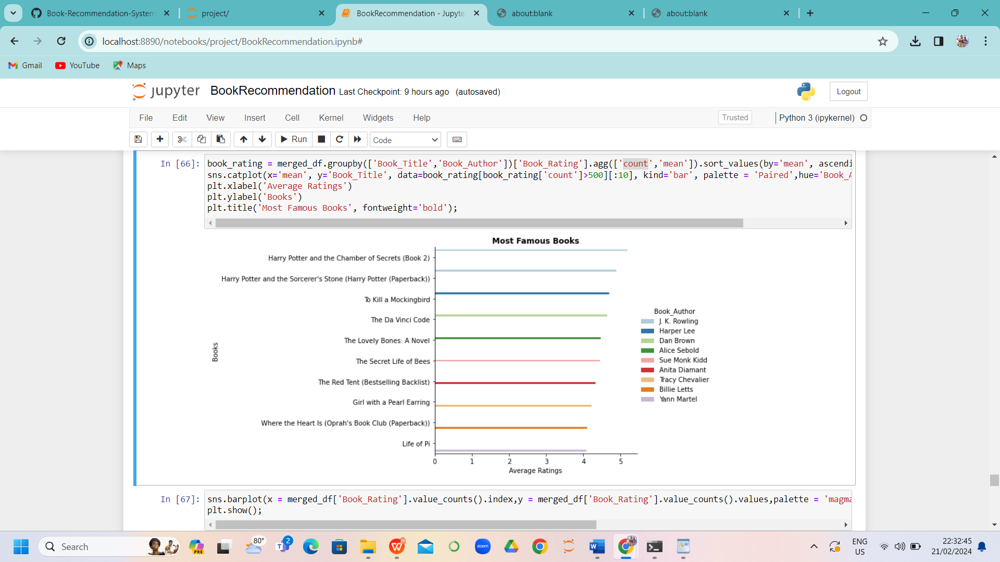 Book-Recommendation-System
project/
BookRecommendation - Jupyte
about:blank
about:blank
localhost:8890/notebooks/project/BookRecommendation.ipynb#
Gmail
YouTube
Maps
jupyter BookRecommendation Last Checkpoint: 9 hours ago (autosaved)
Logout
File Edit View Insert Cell Kernel Widgets Help
Trusted
Python 3 (ipykernel)
Run
Code
In [66]: book_rating = merged_df.groupby(['Book_Title','Book_Author'])['Book_Rating'].agg(['count','mean']).sort_values(by='mean', ascendi
sns.catplot(x='mean', y='Book_Title', data=book_rating[book_rating['count']>500][:10], kind='bar', palette = 'Paired',hue='Book_A
plt.xlabel('Average Ratings')
plt.ylabel('Books')
plt.title('Most Famous Books', fontweight='bold');
Most Famous Books
Harry Potter and the Chamber of Secrets (Book 2)
Harry Potter and the Sorcerer's Stone (Harry Potter (Paperback))
To Kill a Mockingbird
The Da Vinci Code
The Lovely Bones: A Novel
The Secret Life of Bees
The Red Tent (Bestselling Backlist)
Girl with a Pearl Earring
Where the Heart Is (Oprah's Book Club (Paperback))
Life of Pi
Books
0 1 2 3 4 5
Average Ratings
Book_Author
J. K. Rowling
Harper Lee
Dan Brown
Alice Sebold
Sue Monk Kidd
Anita Diamant
Tracy Chevalier
Billie Letts
Yann Martel
In [67]: sns.barplot(x = merged_df['Book_Rating'].value_counts().index,y = merged_df['Book_Rating'].value_counts().values,palette = 'magma
plt.show();
Search
PRE
80°
2
zoom
ENG
US
22:32:45
21/02/2024